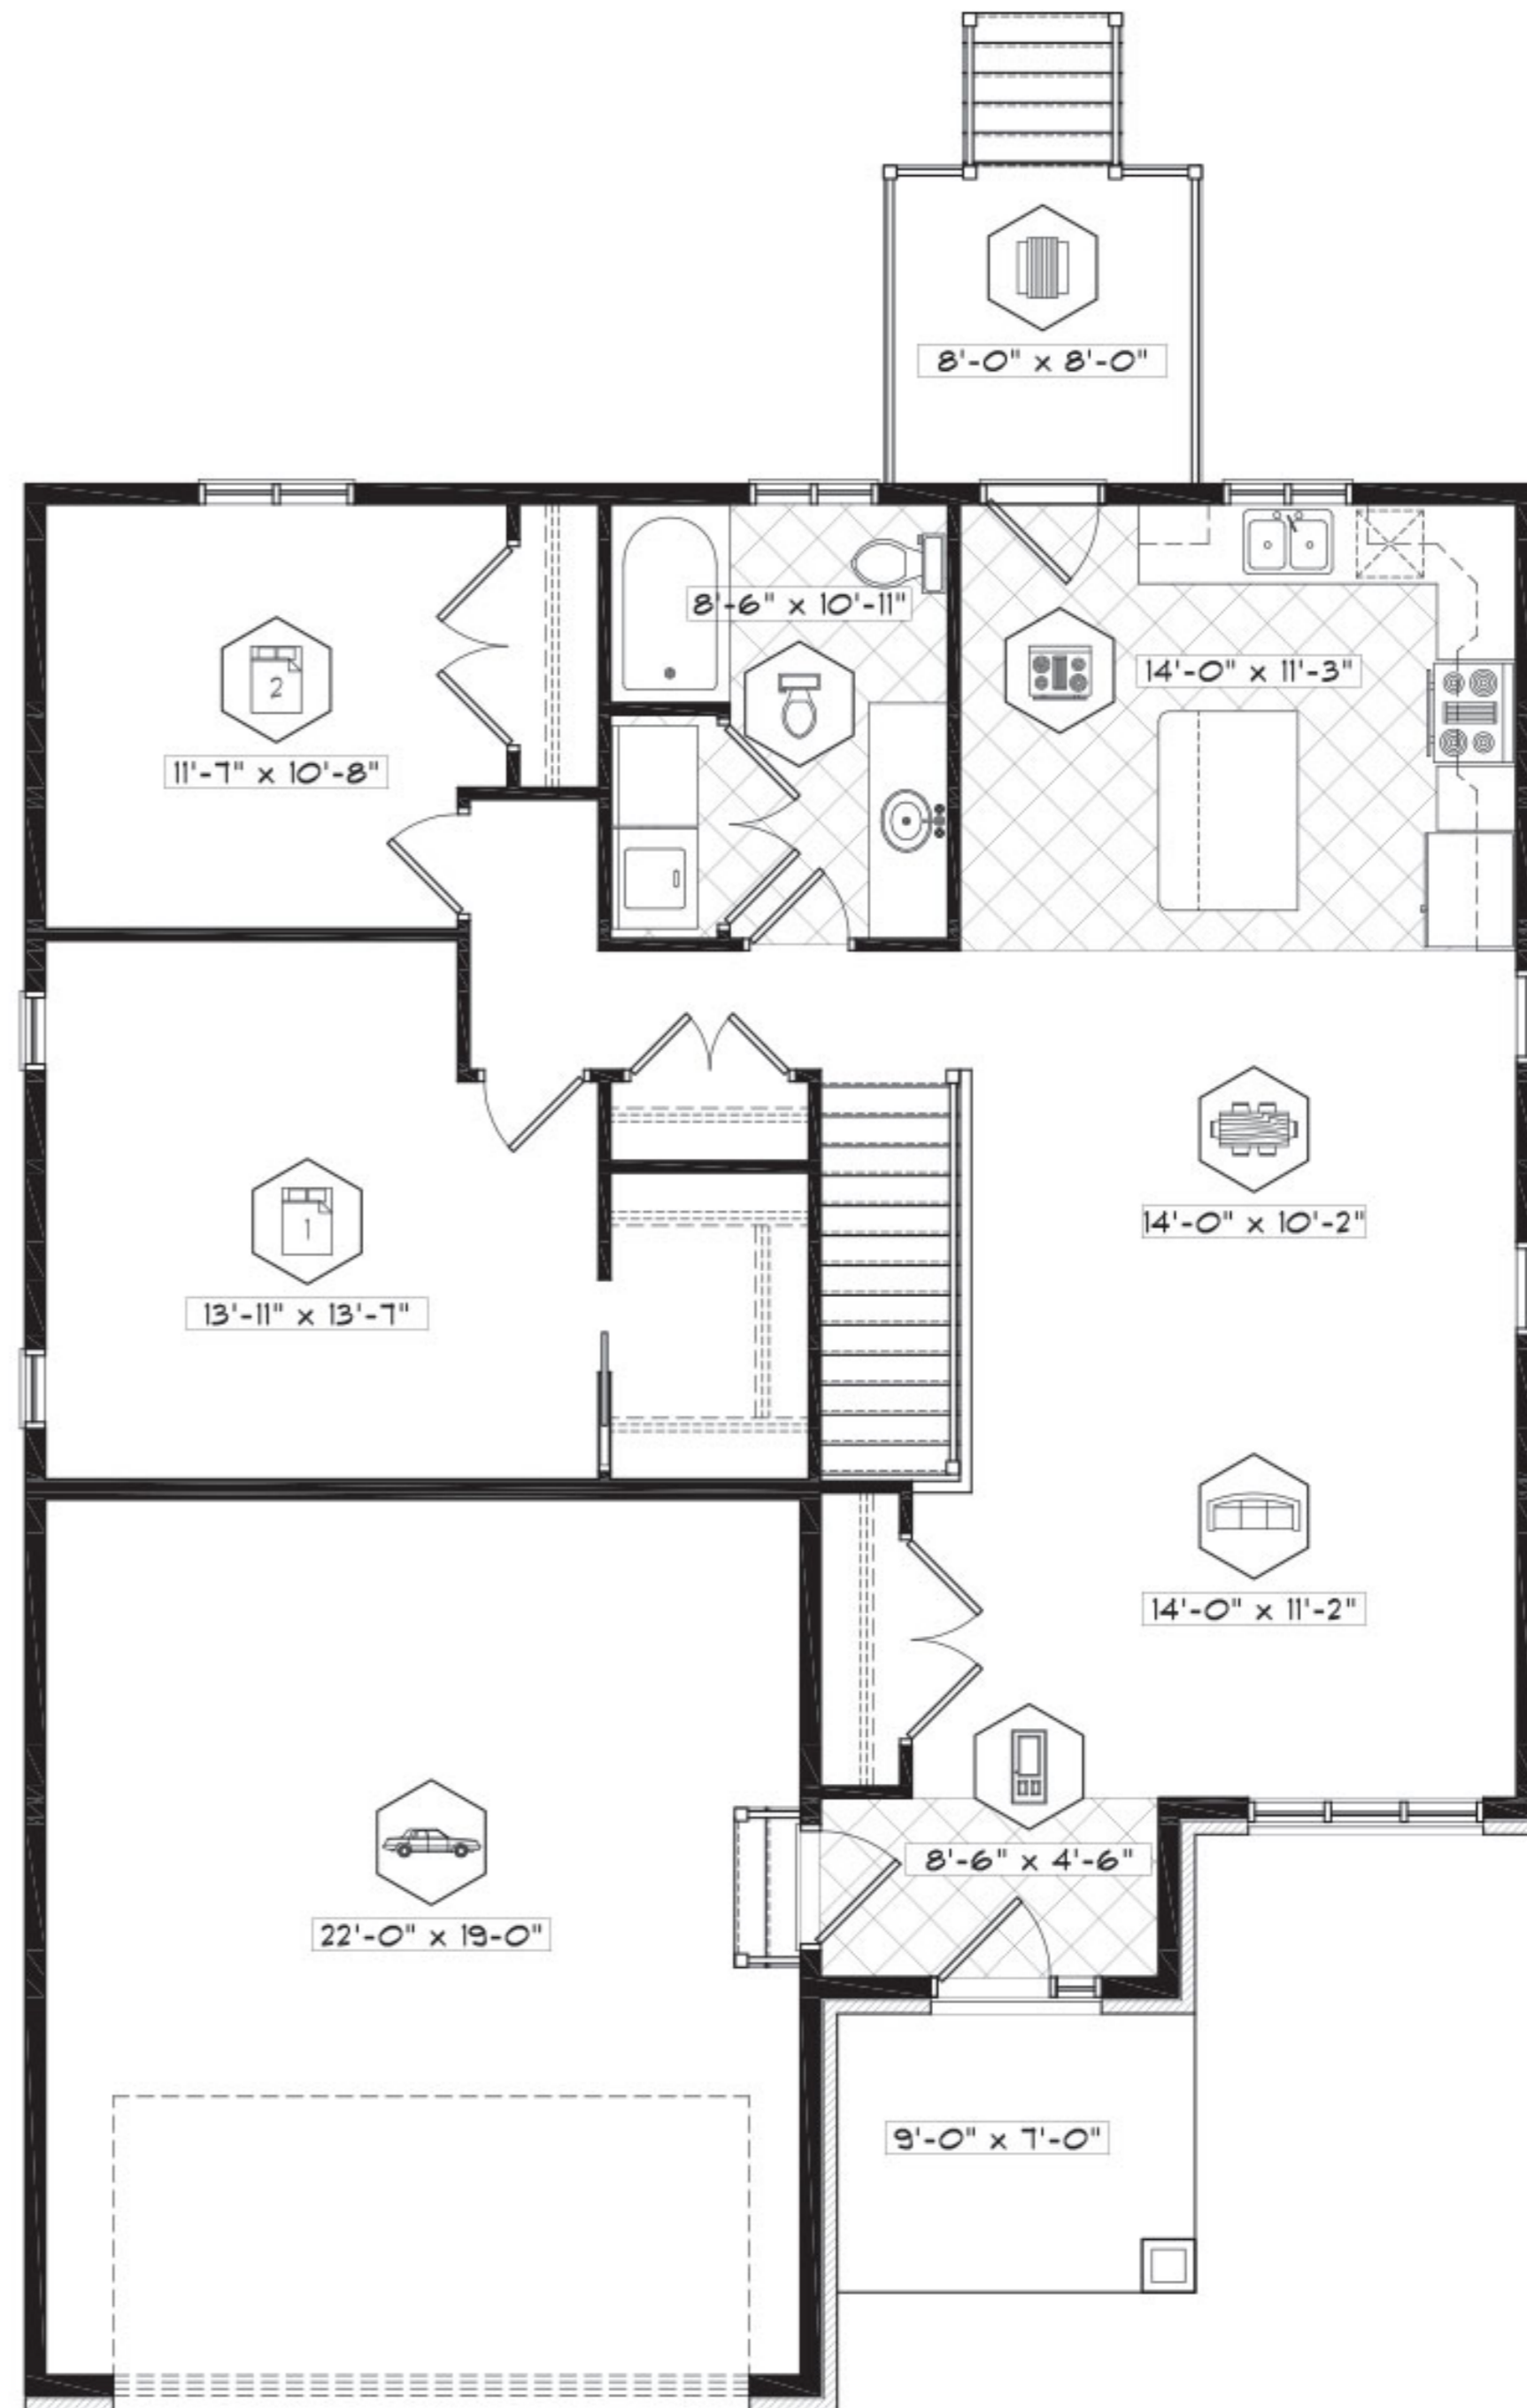 8'-0" x 8'-0"
8'-6" x 10'-11"
14'-0" x 11'-3"
2
11'-7" x 10'-8"
14'-0" x 10'-2"
1
13'-11" x 13'-7"
14'-0" x 11'-2"
8'-6" x 4'-6"
22'-0" x 19-0"
9'-0" x 7'-0"